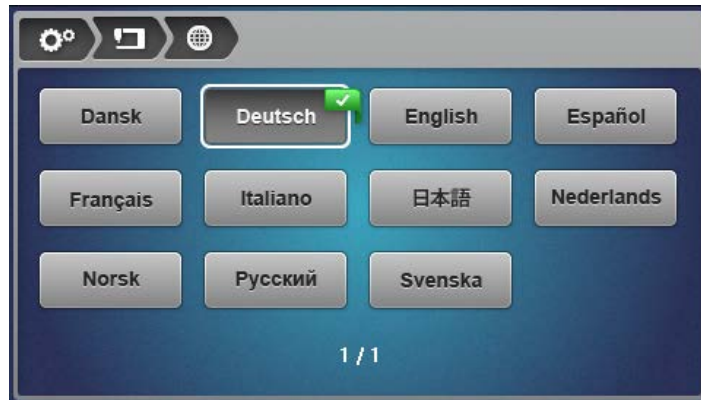 Dansk Deutsch English Español
Français Italiano 日本語 Nederlands
Norsk Русский Svenska
1 / 1